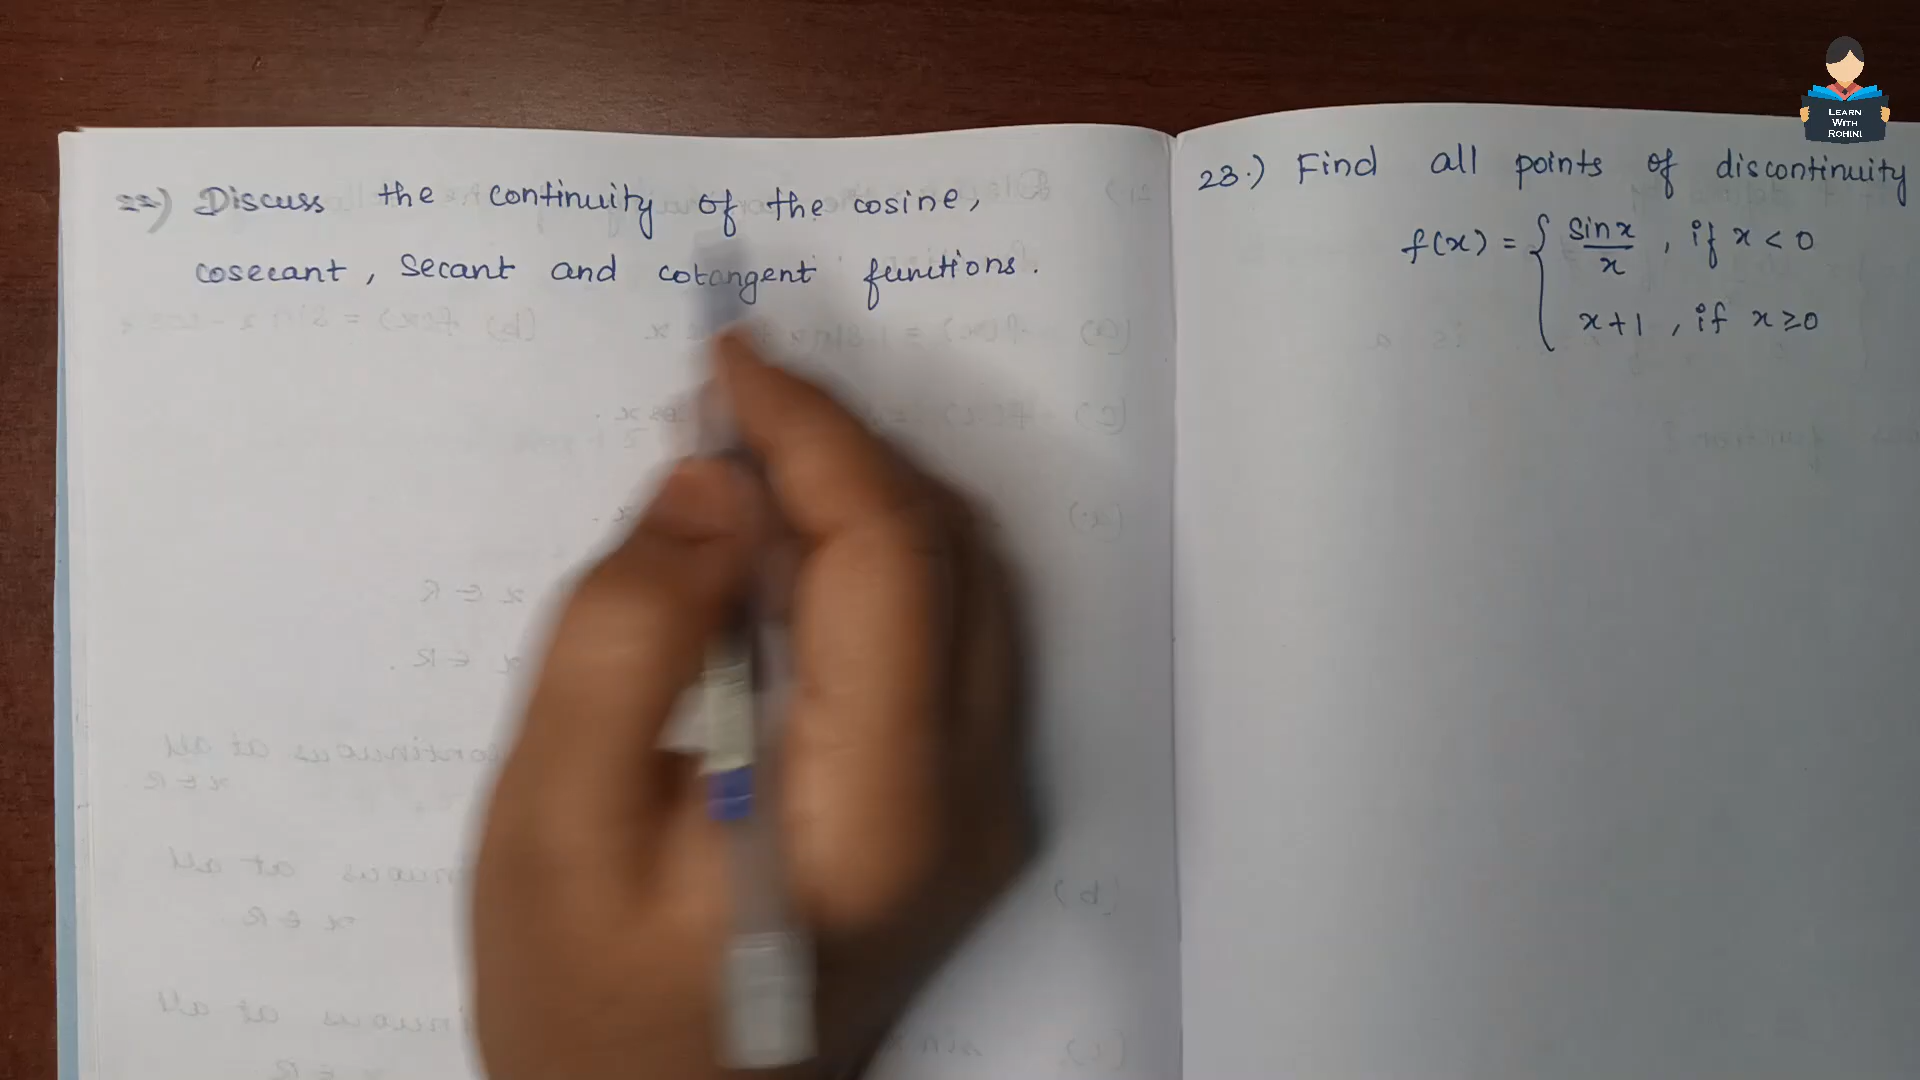 22) Discuss the continuity of the cosine,
cosecant, secant and cotangent functions.
23.) Find all points of discontinuity
f(x) = { sinx/x , if x < 0
x+1 , if x ≥ 0
LEARN
WITH
ROHINI